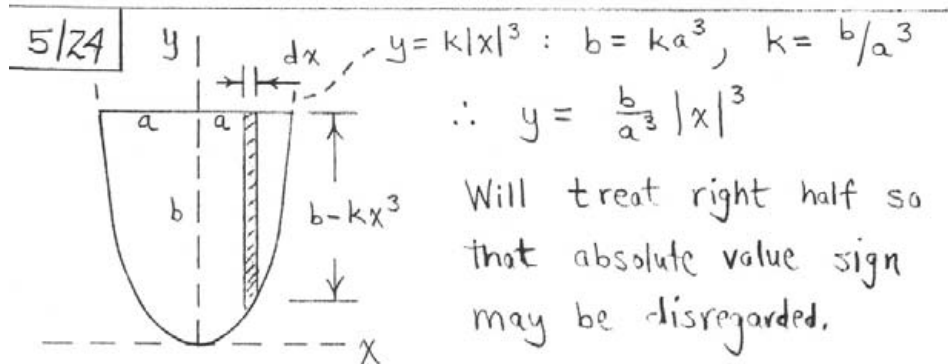 5/24
y
dx
y = k|x|³ : b = ka³, k = b/a³
a
a
∴ y = b/a³ |x|³
b
b-kx³
Will treat right half so
that absolute value sign
may be disregarded.
x